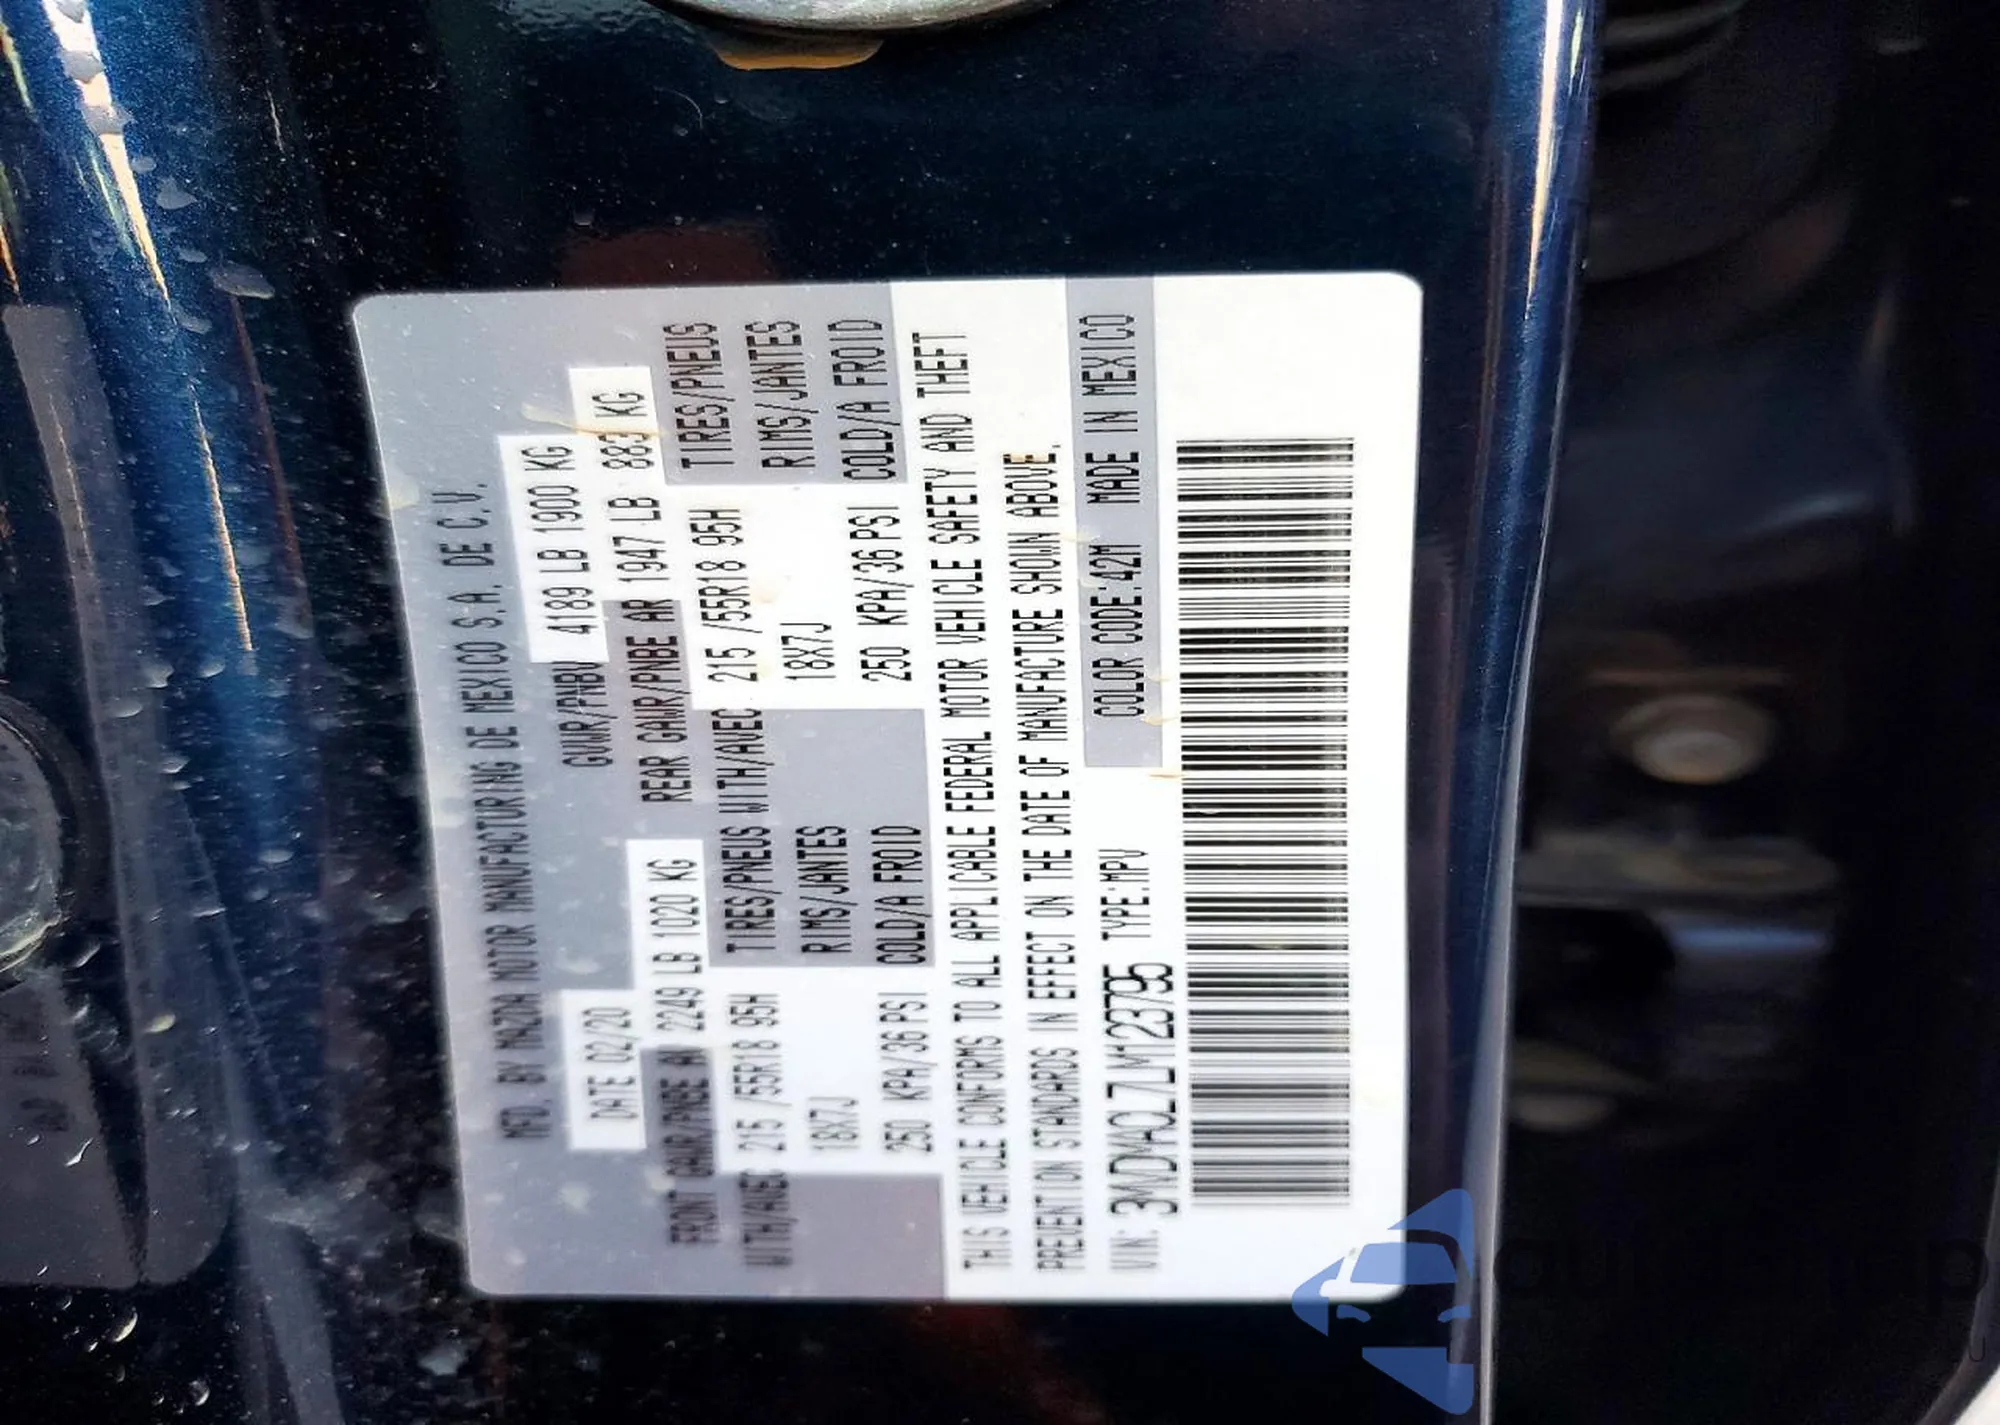 MFD. BY MAZDA MOTOR MANUFACTURING DE MEXICO S.A. DE C.V.
DATE 02/20 GVWR/PNBV 4189 LB 1900 KG
FRONT GAWR/PNBE AV 2249 LB 1020 KG REAR GAWR/PNBE AR 1947 LB 883 KG
WITH/AVEC 215 /55R18 95H TIRES/PNEUS WITH/AVEC 215 /55R18 95H TIRES/PNEUS
18X7J RIMS/JANTES 18X7J RIMS/JANTES
250 KPA/36 PSI COLD/A FROID 250 KPA/36 PSI COLD/A FROID
THIS VEHICLE CONFORMS TO ALL APPLICABLE FEDERAL MOTOR VEHICLE SAFETY AND THEFT
PREVENTION STANDARDS IN EFFECT ON THE DATE OF MANUFACTURE SHOWN ABOVE.
VIN: 3MVDMAQL7LM123795 TYPE:MPV COLOR CODE:42M MADE IN MEXICO